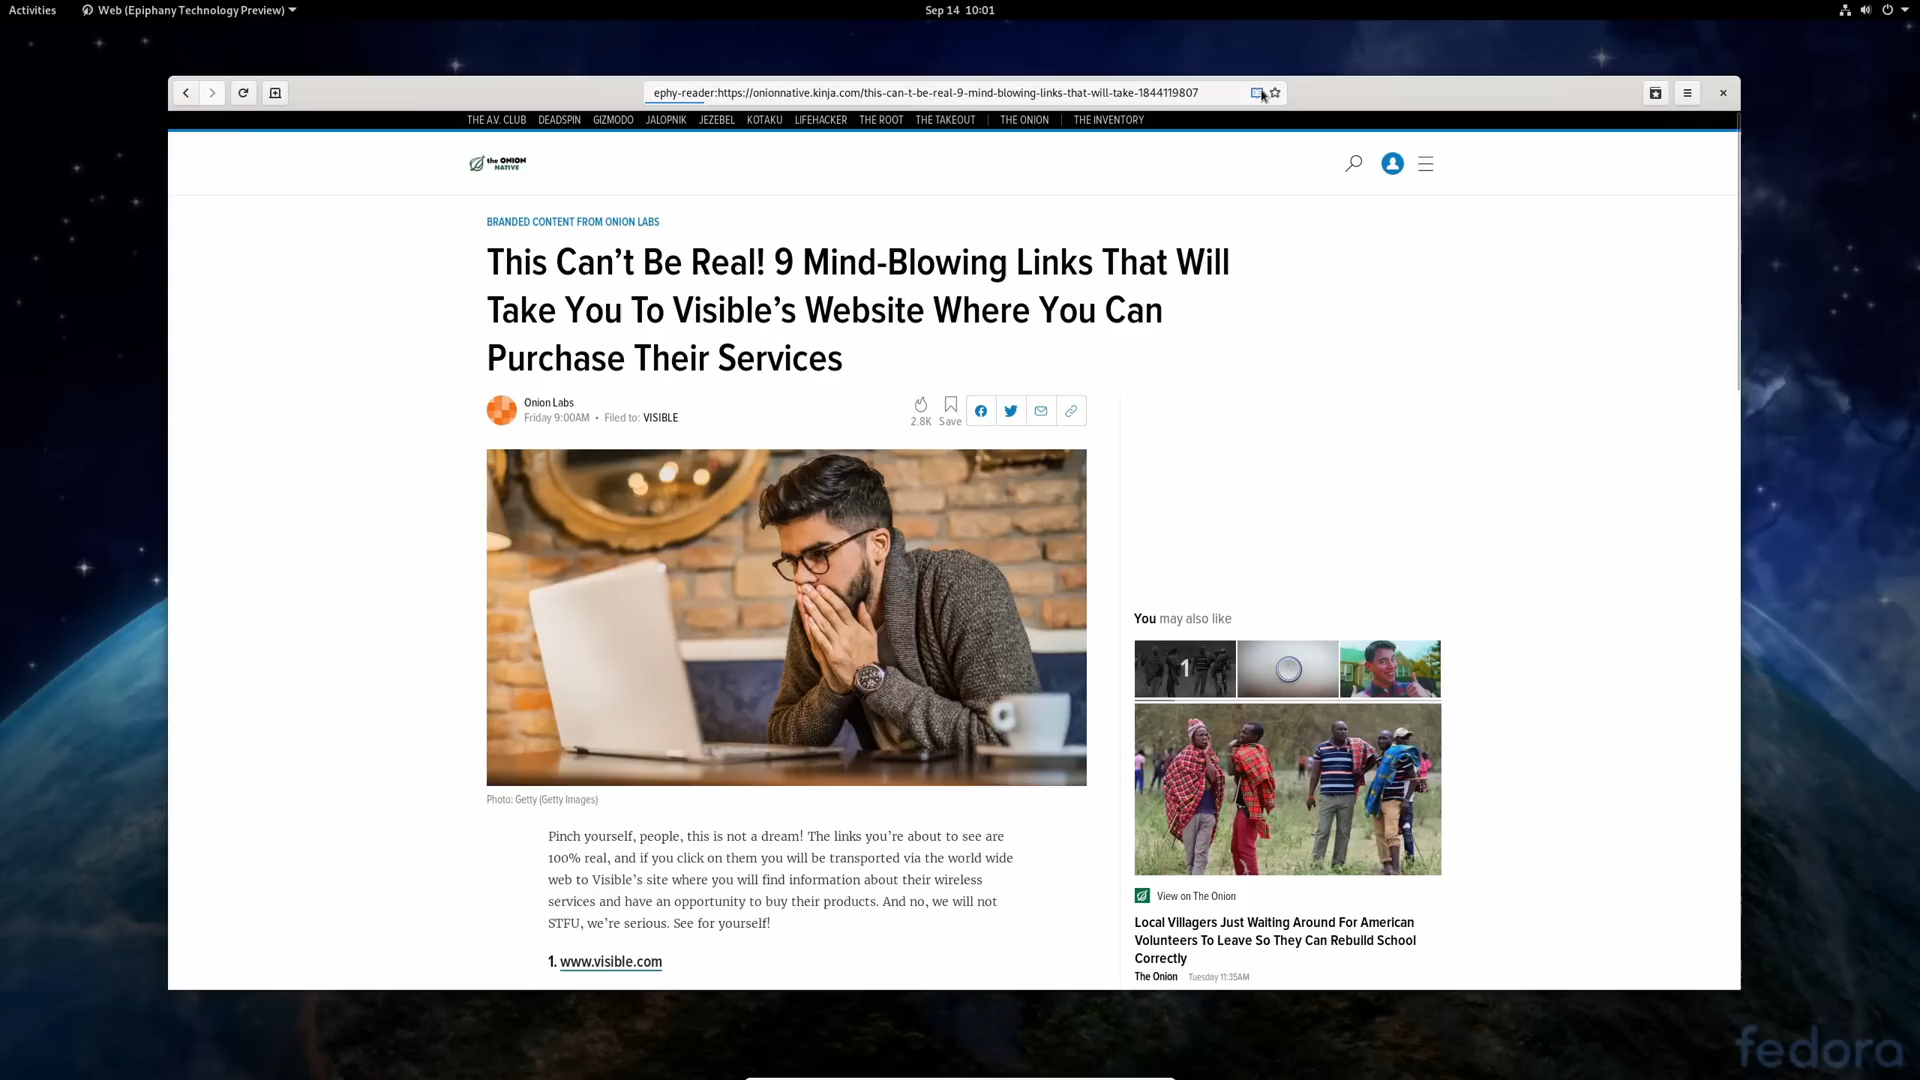 Activities
Web (Epiphany Technology Preview)
Sep 14 10:01
ephy-reader:https://onionnative.kinja.com/this-can-t-be-real-9-mind-blowing-links-that-will-take-1844119807
THE A.V. CLUB DEADSPIN GIZMODO JALOPNIK JEZEBEL KOTAKU LIFEHACKER THE ROOT THE TAKEOUT | THE ONION | THE INVENTORY
the ONION
NATIVE
BRANDED CONTENT FROM ONION LABS
This Can’t Be Real! 9 Mind-Blowing Links That Will
Take You To Visible’s Website Where You Can
Purchase Their Services
Onion Labs
Friday 9:00AM • Filed to: VISIBLE
2.8K Save
Photo: Getty (Getty Images)
Pinch yourself, people, this is not a dream! The links you’re about to see are
100% real, and if you click on them you will be transported via the world wide
web to Visible’s site where you will find information about their wireless
services and have an opportunity to buy their products. And no, we will not
STFU, we’re serious. See for yourself!
1. www.visible.com
You may also like
1
View on The Onion
Local Villagers Just Waiting Around For American
Volunteers To Leave So They Can Rebuild School
Correctly
The Onion Tuesday 11:35AM
fedora